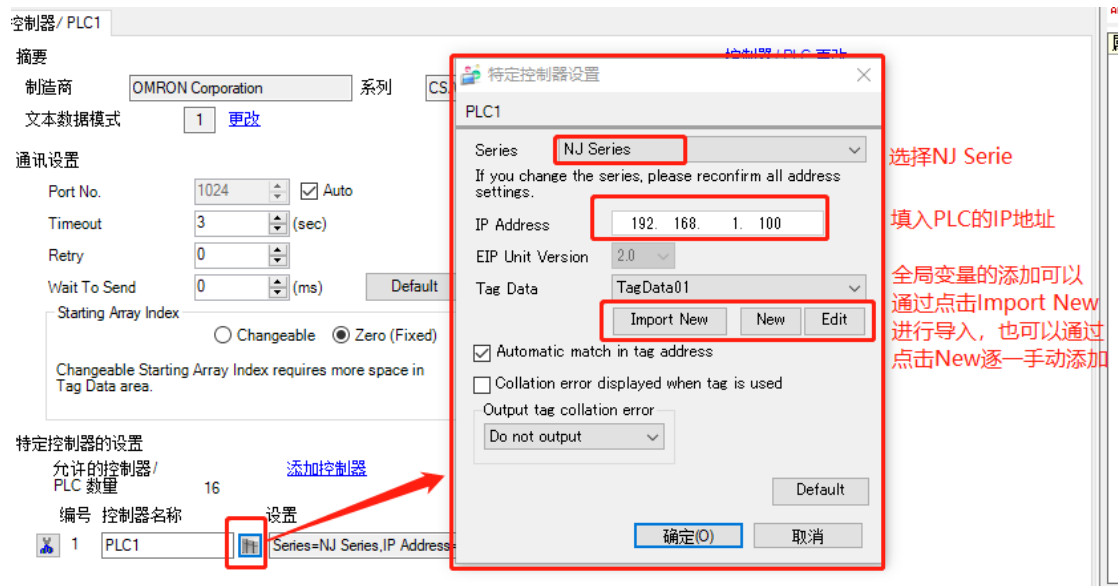 控制器/ PLC1
摘要
制造商 OMRON Corporation 系列
文本数据模式 1 更改
通讯设置
Port No. 1024 Auto
Timeout 3 (sec)
Retry 0
Wait To Send 0 (ms) Default
Starting Array Index
Changeable Zero (Fixed)
Changeable Starting Array Index requires more space in
Tag Data area.
特定控制器的设置
允许的控制器/
PLC 数量 16
添加控制器
编号 控制器名称 设置
1 PLC1 Series=NJ Series,IP Address=
特定控制器设置
PLC1
Series NJ Series
If you change the series, please reconfirm all address
settings.
IP Address 192. 168. 1. 100
EIP Unit Version 2.0
Tag Data TagData01
Import New New Edit
Automatic match in tag address
Collation error displayed when tag is used
Output tag collation error
Do not output
Default
确定(O) 取消
选择NJ Serie
填入PLC的IP地址
全局变量的添加可以
通过点击Import New
进行导入，也可以通过
点击New逐一手动添加